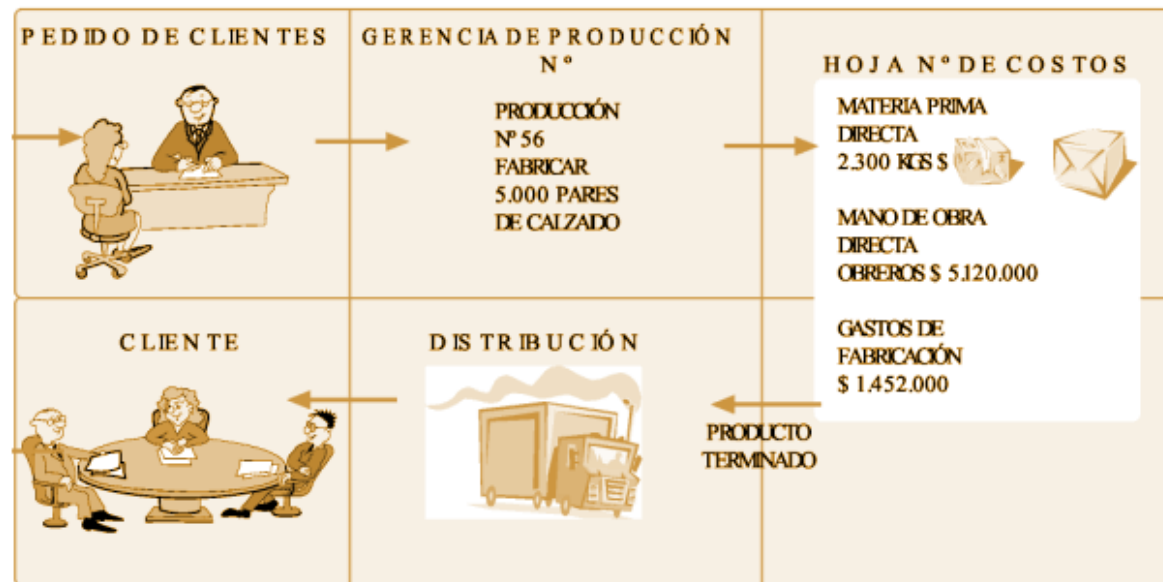 PEDIDO DE CLIENTES
GERENCIA DE PRODUCCIÓN
Nº
PRODUCCIÓN
Nº 56
FABRICAR
5.000 PARES
DE CALZADO
HOJA Nº DE COSTOS
MATERIA PRIMA
DIRECTA
2.300 KGS $
MANO DE OBRA
DIRECTA
OBREROS $ 5.120.000
GASTOS DE
FABRICACIÓN
$ 1.452.000
PRODUCTO
TERMINADO
DISTRIBUCIÓN
CLIENTE